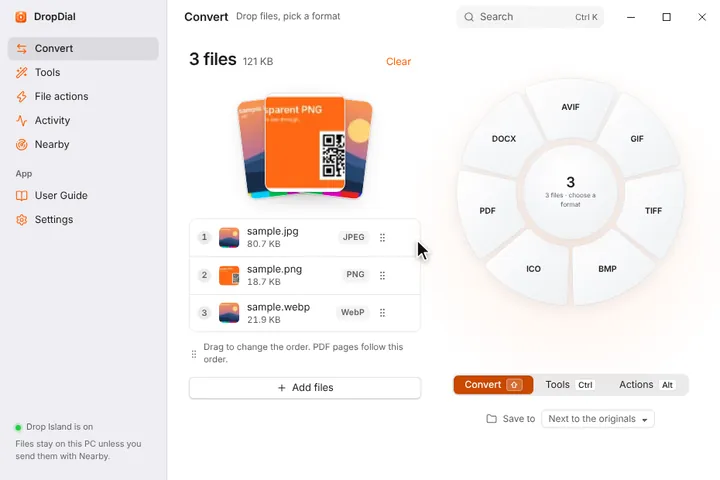 DropDial
Convert
Tools
File actions
Activity
Nearby
App
User Guide
Settings
Drop Island is on
Files stay on this PC unless you
send them with Nearby.
Convert Drop files, pick a format
Search Ctrl K
3 files 121 KB
Clear
sparent PNG
1 sample.jpg JPEG
80.7 KB
2 sample.png PNG
18.7 KB
3 sample.webp WebP
21.9 KB
Drag to change the order. PDF pages follow this
order.
+ Add files
AVIF
GIF
TIFF
BMP
ICO
PDF
DOCX
3
3 files · choose a
format
Convert Tools Ctrl Actions Alt
Save to Next to the originals